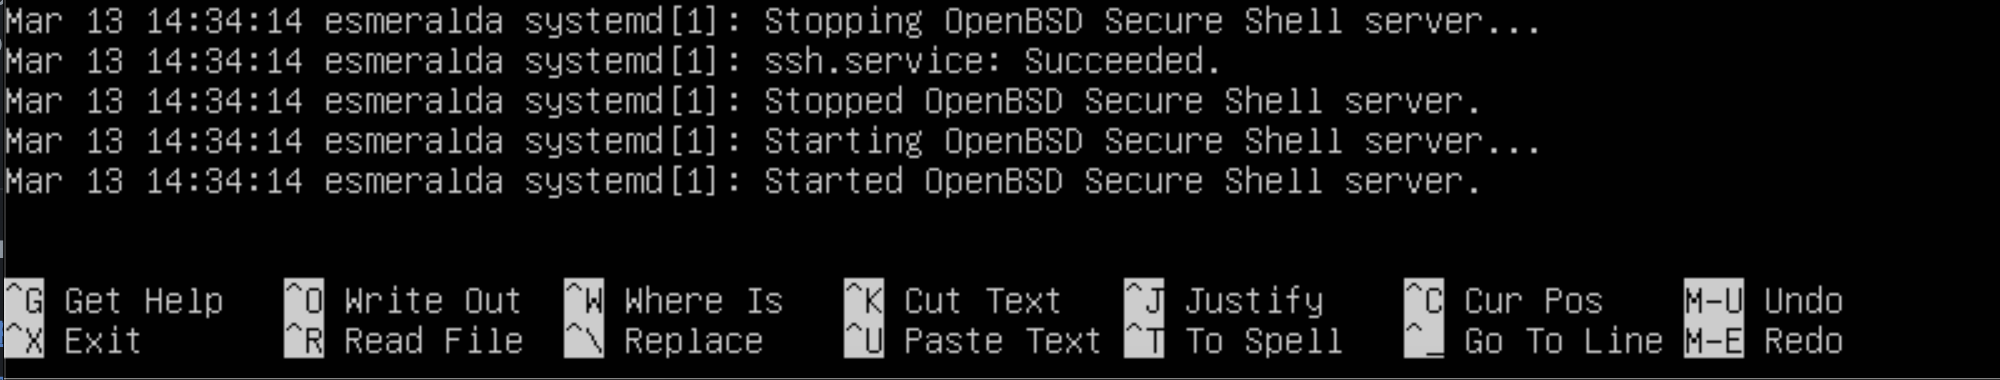 Mar 13 14:34:14 esmeralda systemd[1]: Stopping OpenBSD Secure Shell server...
Mar 13 14:34:14 esmeralda systemd[1]: ssh.service: Succeeded.
Mar 13 14:34:14 esmeralda systemd[1]: Stopped OpenBSD Secure Shell server.
Mar 13 14:34:14 esmeralda systemd[1]: Starting OpenBSD Secure Shell server...
Mar 13 14:34:14 esmeralda systemd[1]: Started OpenBSD Secure Shell server.
^G Get Help ^O Write Out ^W Where Is ^K Cut Text ^J Justify ^C Cur Pos M-U Undo
^X Exit ^R Read File ^\ Replace ^U Paste Text ^T To Spell ^_ Go To Line M-E Redo